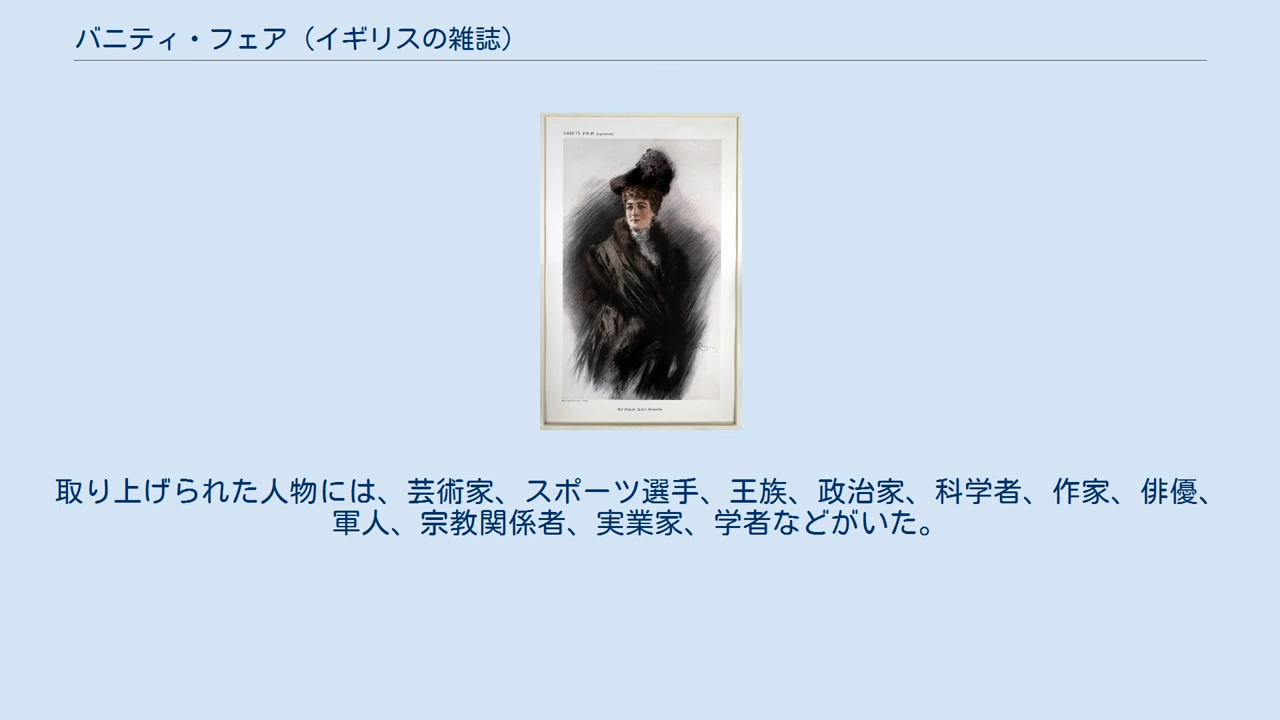 バニティ・フェア（イギリスの雑誌）
VANITY FAIR
取り上げられた人物には、芸術家、スポーツ選手、王族、政治家、科学者、作家、俳優、
軍人、宗教関係者、実業家、学者などがいた。